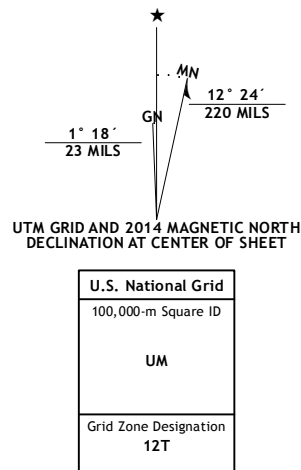 MN
GN
12° 24´
220 MILS
1° 18´
23 MILS
UTM GRID AND 2014 MAGNETIC NORTH
DECLINATION AT CENTER OF SHEET
U.S. National Grid
100,000-m Square ID
UM
Grid Zone Designation
12T